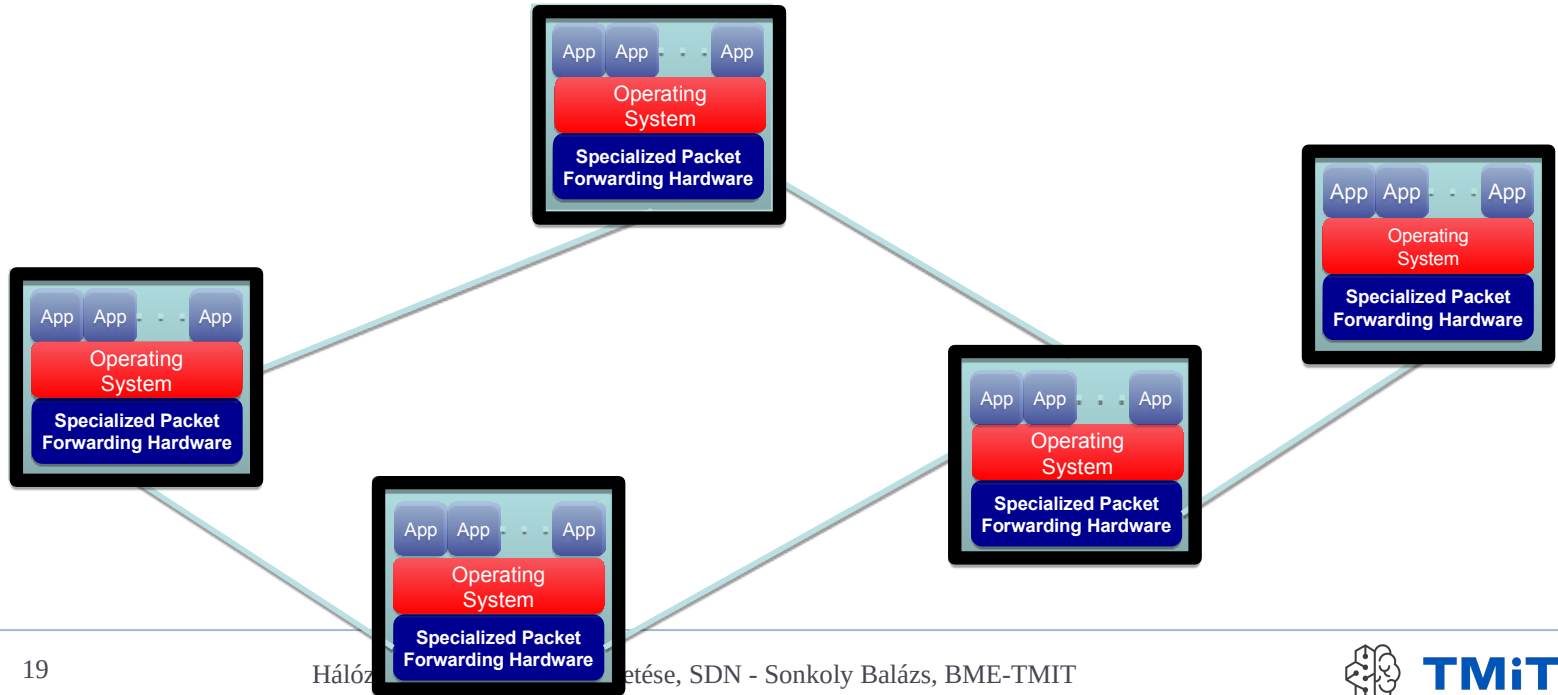 App App . . . App
Operating
System
Specialized Packet
Forwarding Hardware
App App . . . App
Operating
System
Specialized Packet
Forwarding Hardware
App App . . . App
Operating
System
Specialized Packet
Forwarding Hardware
App App . . . App
Operating
System
Specialized Packet
Forwarding Hardware
App App . . . App
Operating
System
Specialized Packet
Forwarding Hardware
19
SDN - Sonkoly Balázs, BME-TMIT
TMiT